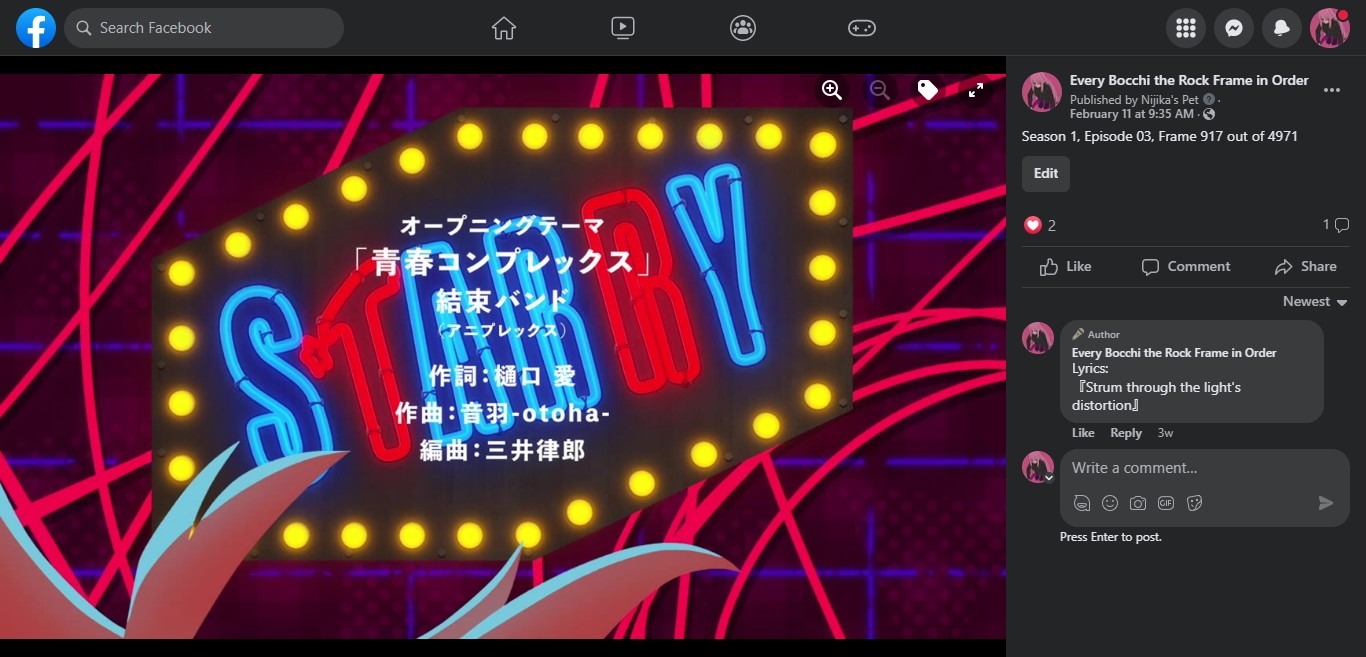 Search Facebook
STARRY
オープニングテーマ
「青春コンプレックス」
結束バンド
（アニプレックス）
作詞：樋口 愛
作曲：音羽-otoha-
編曲：三井律郎
Every Bocchi the Rock Frame in Order
Published by Nijika's Pet ·
February 11 at 9:35 AM ·
Season 1, Episode 03, Frame 917 out of 4971
Edit
2
1
Like Comment Share
Newest
Author
Every Bocchi the Rock Frame in Order
Lyrics:
『Strum through the light's
distortion』
Like Reply 3w
Write a comment...
GIF
Press Enter to post.